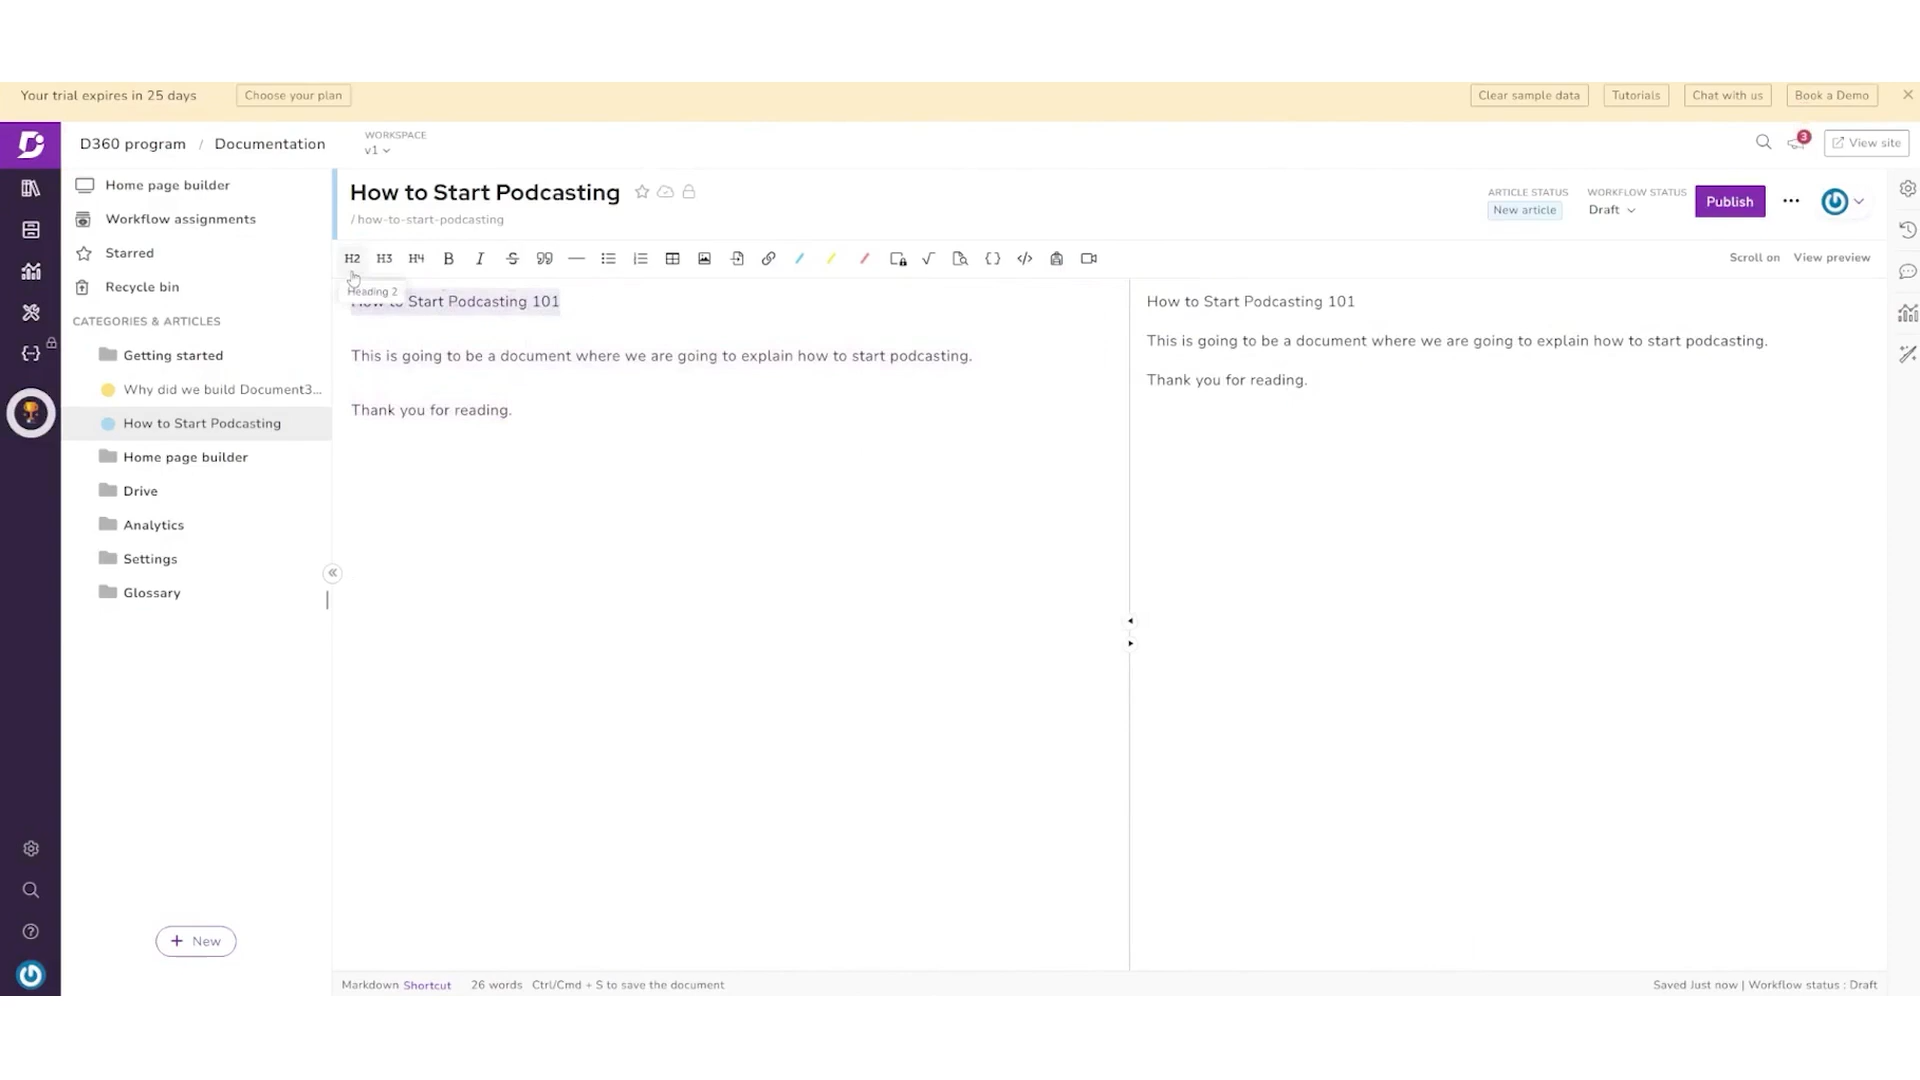 Your trial expires in 25 days
Choose your plan
Clear sample data
Tutorials
Chat with us
Book a Demo
D360 program / Documentation
WORKSPACE
v1
3
View site
Home page builder
Workflow assignments
Starred
Recycle bin
CATEGORIES & ARTICLES
Getting started
Why did we build Document3...
How to Start Podcasting
Home page builder
Drive
Analytics
Settings
Glossary
New
How to Start Podcasting
/ how-to-start-podcasting
ARTICLE STATUS
New article
WORKFLOW STATUS
Draft
Publish
H2 H3 H4 B I S
Scroll on
View preview
Heading 2
How to Start Podcasting 101
This is going to be a document where we are going to explain how to start podcasting.
Thank you for reading.
How to Start Podcasting 101
This is going to be a document where we are going to explain how to start podcasting.
Thank you for reading.
Markdown Shortcut 26 words Ctrl/Cmd + S to save the document
Saved Just now | Workflow status : Draft